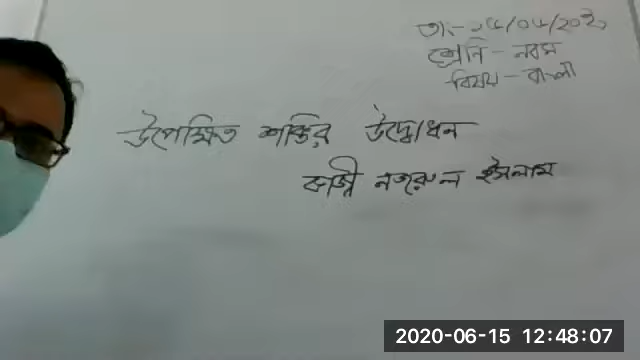 শ্রেণি - নবম
বিষয় - বাংলা
উপেক্ষিত শক্তির উদ্বোধন
কাজী নজরুল ইসলাম
2020-06-15 12:48:07